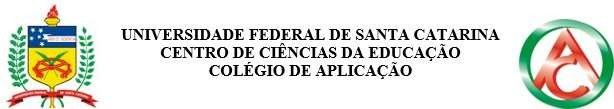 UNIVERSIDADE FEDERAL DE SANTA CATARINA
CENTRO DE CIÊNCIAS DA EDUCAÇÃO
COLÉGIO DE APLICAÇÃO